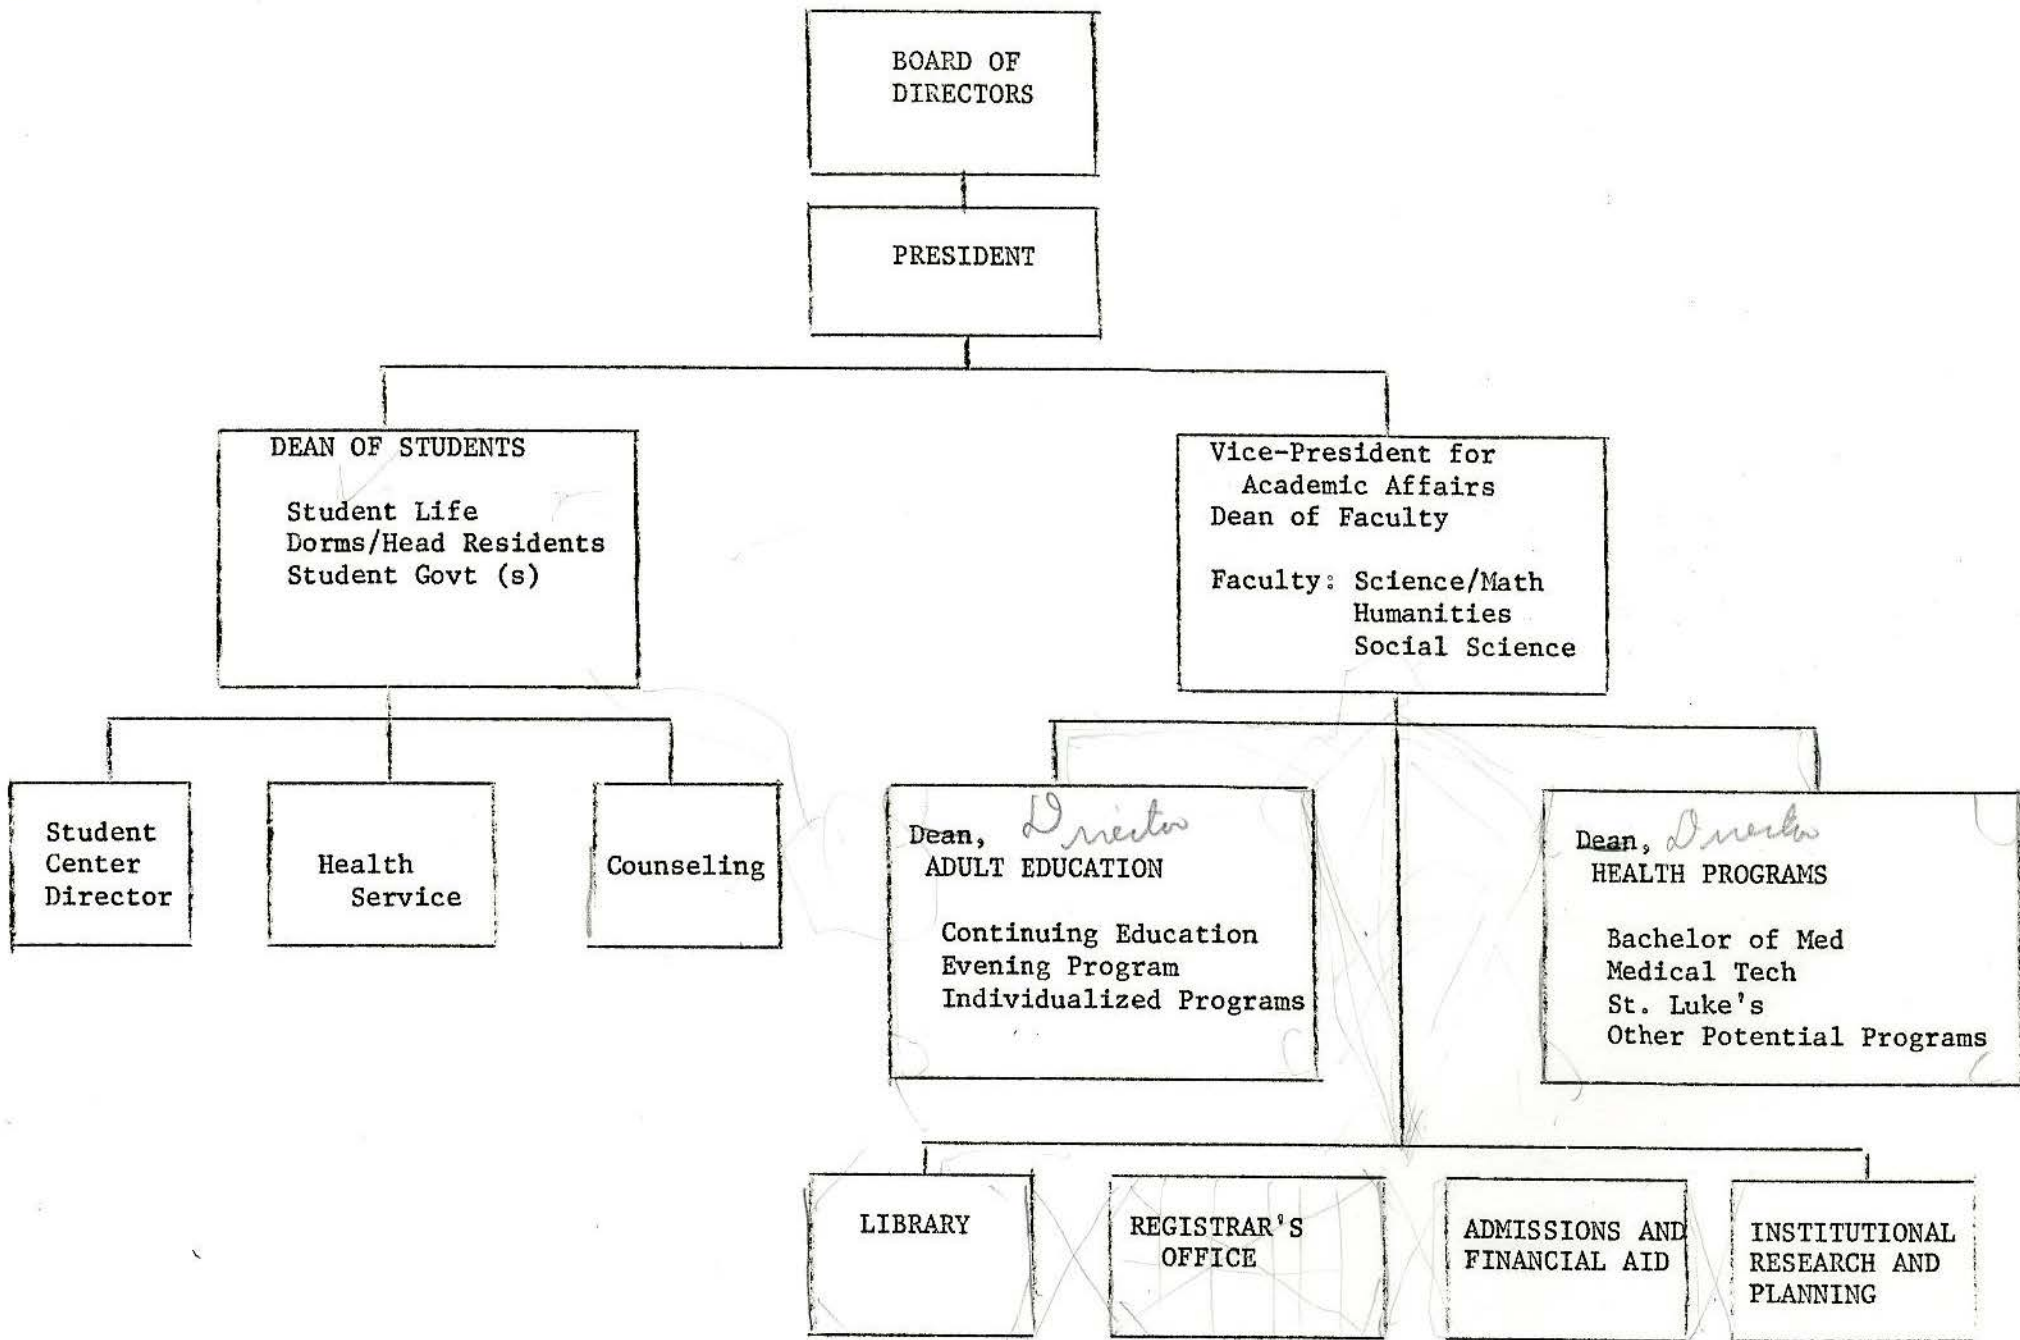 BOARD OF
DIRECTORS
PRESIDENT
DEAN OF STUDENTS
Student Life
Dorms/Head Residents
Student Govt (s)
Vice-President for
Academic Affairs
Dean of Faculty
Faculty: Science/Math
Humanities
Social Science
Student
Center
Director
Health
Service
Counseling
Dean, Director
ADULT EDUCATION
Continuing Education
Evening Program
Individualized Programs
Dean, Director
HEALTH PROGRAMS
Bachelor of Med
Medical Tech
St. Luke's
Other Potential Programs
LIBRARY
REGISTRAR'S
OFFICE
ADMISSIONS AND
FINANCIAL AID
INSTITUTIONAL
RESEARCH AND
PLANNING